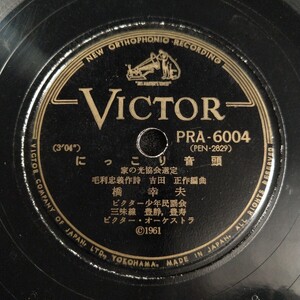 NEW ORTHOPHONIC RECORDING
VICTOR
PRA-6004
(PEN-2829)
(3'04")
にっこり音頭
家の光協会選定
毛利忠義作詩 吉田正作編曲
橋幸夫
ビクター少年民謡会
三味線 豊静,豊寿
ビクター・オーケストラ
©1961
VICTOR COMPANY OF JAPAN, LTD., YOKOHAMA, MADE IN JAPAN